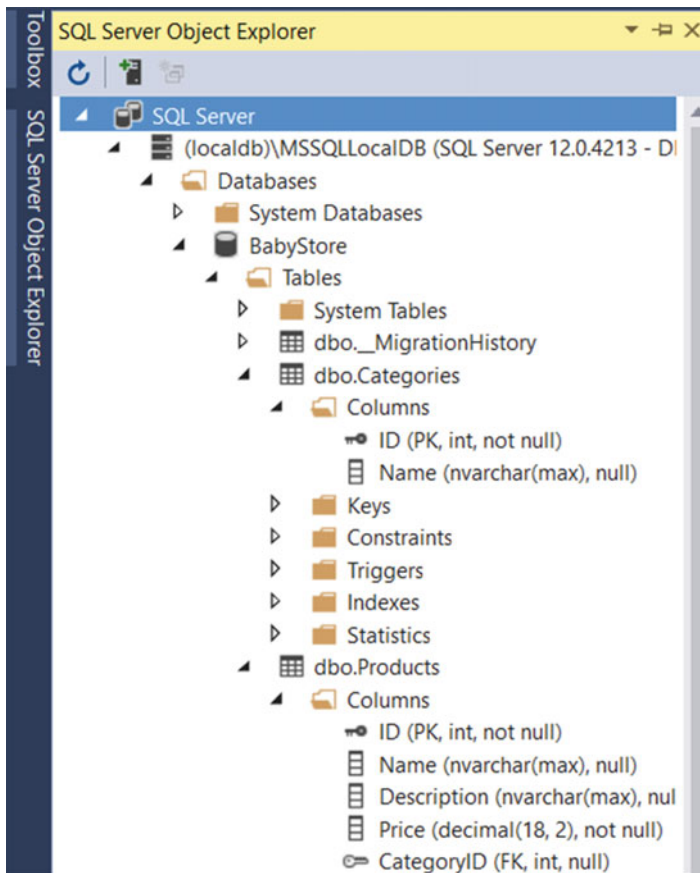 Toolbox
SQL Server Object Explorer
SQL Server Object Explorer
SQL Server
(localdb)\MSSQLLocalDB (SQL Server 12.0.4213 - DI
Databases
System Databases
BabyStore
Tables
System Tables
dbo.__MigrationHistory
dbo.Categories
Columns
ID (PK, int, not null)
Name (nvarchar(max), null)
Keys
Constraints
Triggers
Indexes
Statistics
dbo.Products
Columns
ID (PK, int, not null)
Name (nvarchar(max), null)
Description (nvarchar(max), nul
Price (decimal(18, 2), not null)
CategoryID (FK, int, null)